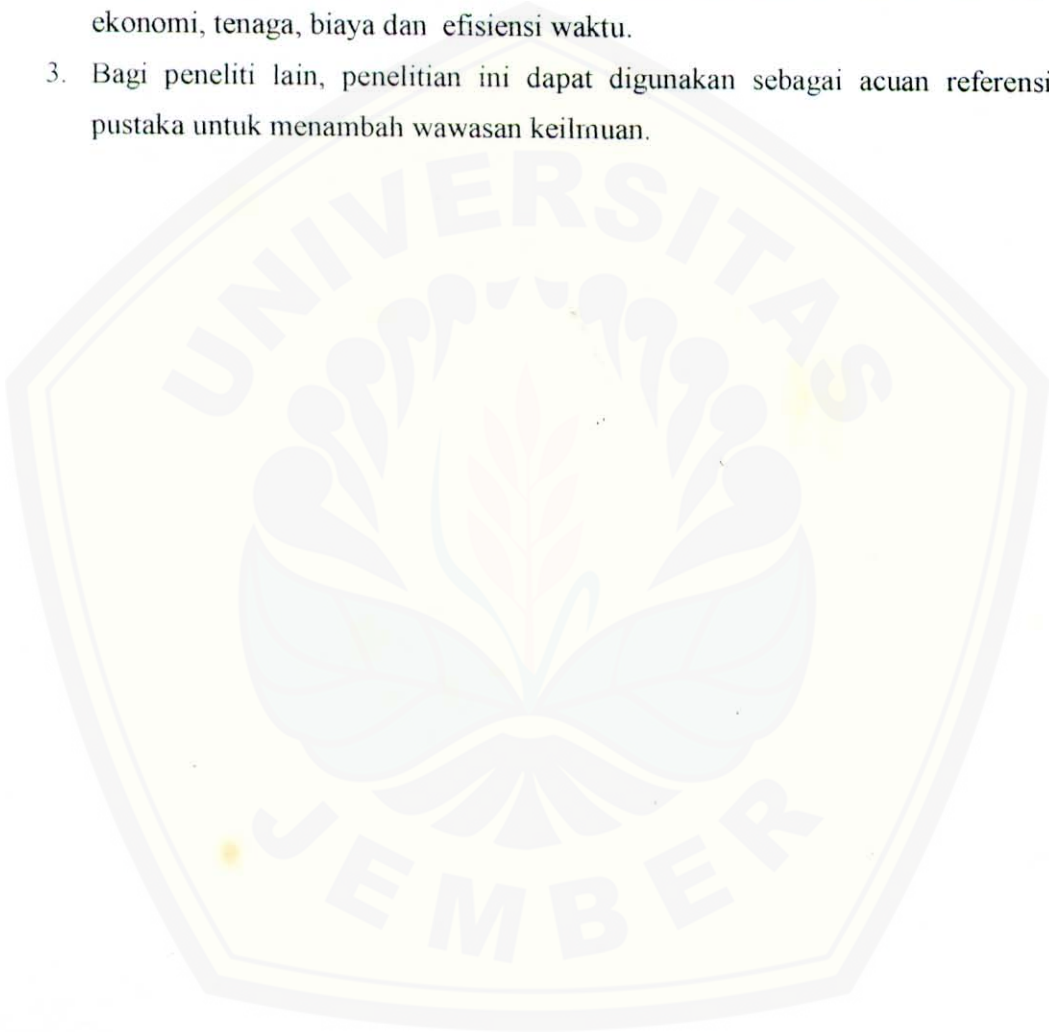 ekonomi, tenaga, biaya dan efisiensi waktu.
3. Bagi peneliti lain, penelitian ini dapat digunakan sebagai acuan referensi
pustaka untuk menambah wawasan keilmuan.
UNIVERSITAS
JEMBER